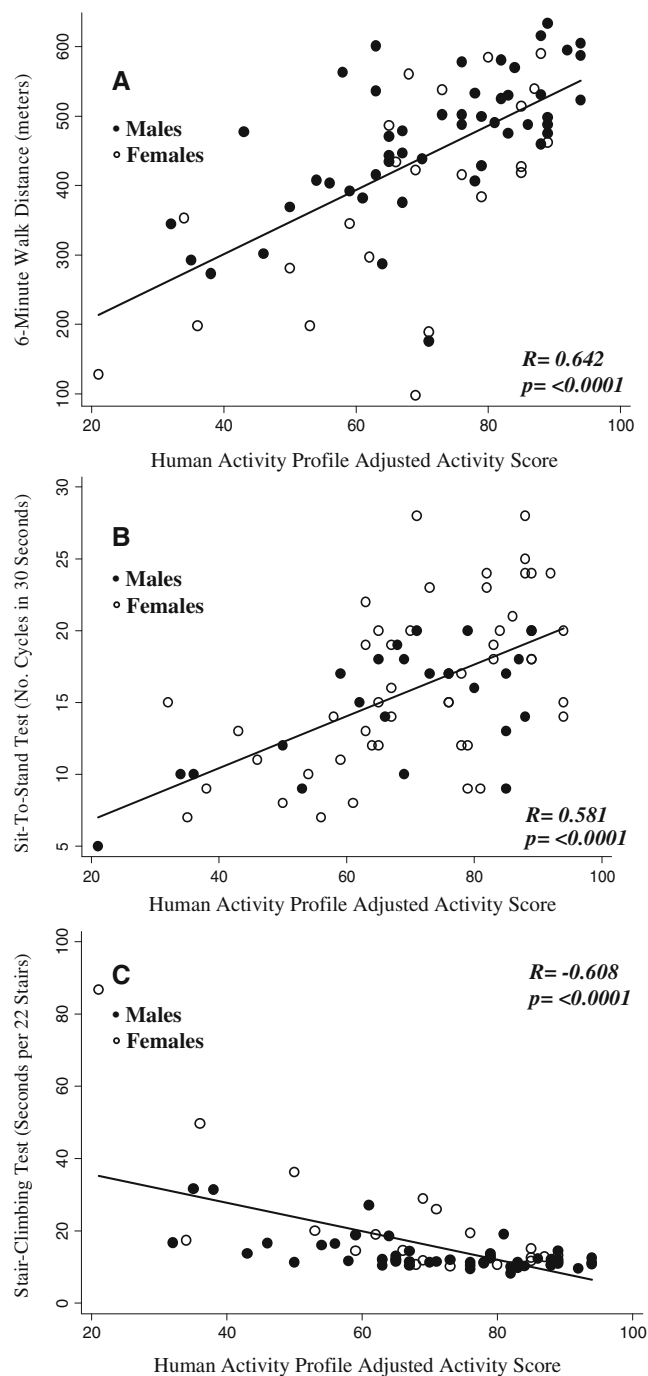 A
Males
Females
6-Minute Walk Distance (meters)
600
500
400
300
200
100
R= 0.642
p= <0.0001
20
40
60
80
100
Human Activity Profile Adjusted Activity Score
B
Males
Females
Sit-To-Stand Test (No. Cycles in 30 Seconds)
30
25
20
15
10
5
R= 0.581
p= <0.0001
20
40
60
80
100
Human Activity Profile Adjusted Activity Score
C
Males
Females
R= -0.608
p= <0.0001
Stair-Climbing Test (Seconds per 22 Stairs)
100
80
60
40
20
0
20
40
60
80
100
Human Activity Profile Adjusted Activity Score